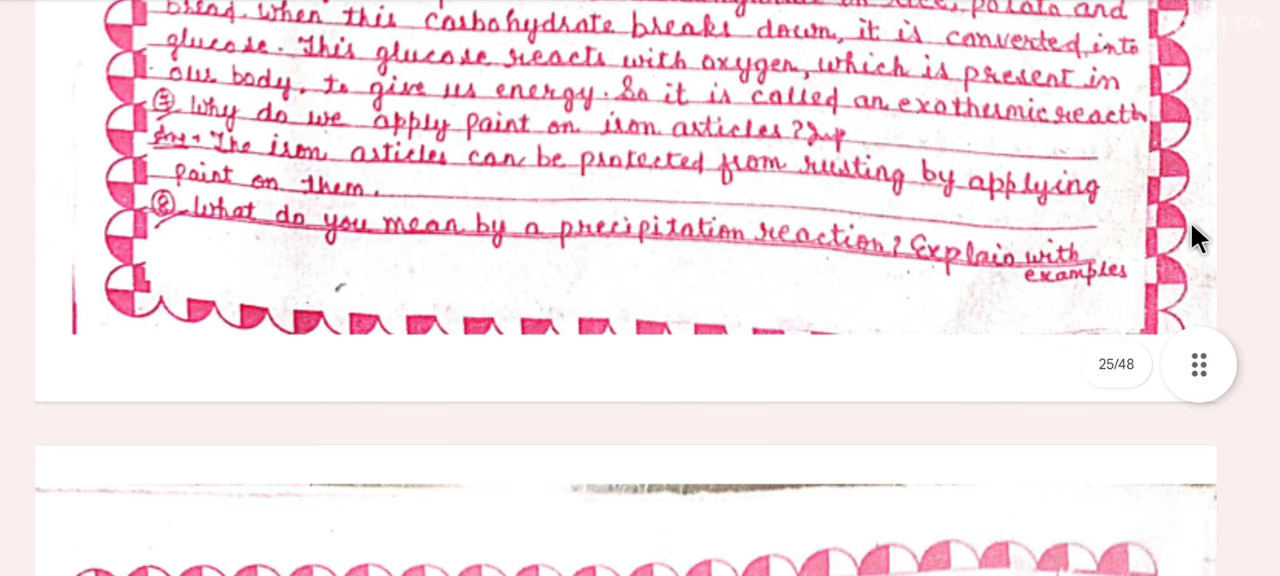 bread. When this carbohydrate breaks down, it is converted into
glucose. This glucose reacts with oxygen, which is present in
our body, to give us energy. So it is called an exothermic reactn
⑦ Why do we apply paint on iron articles? Imp
Ans - The iron articles can be protected from rusting by applying
paint on them.
⑧ What do you mean by a precipitation reaction? Explain with
examples
25/48